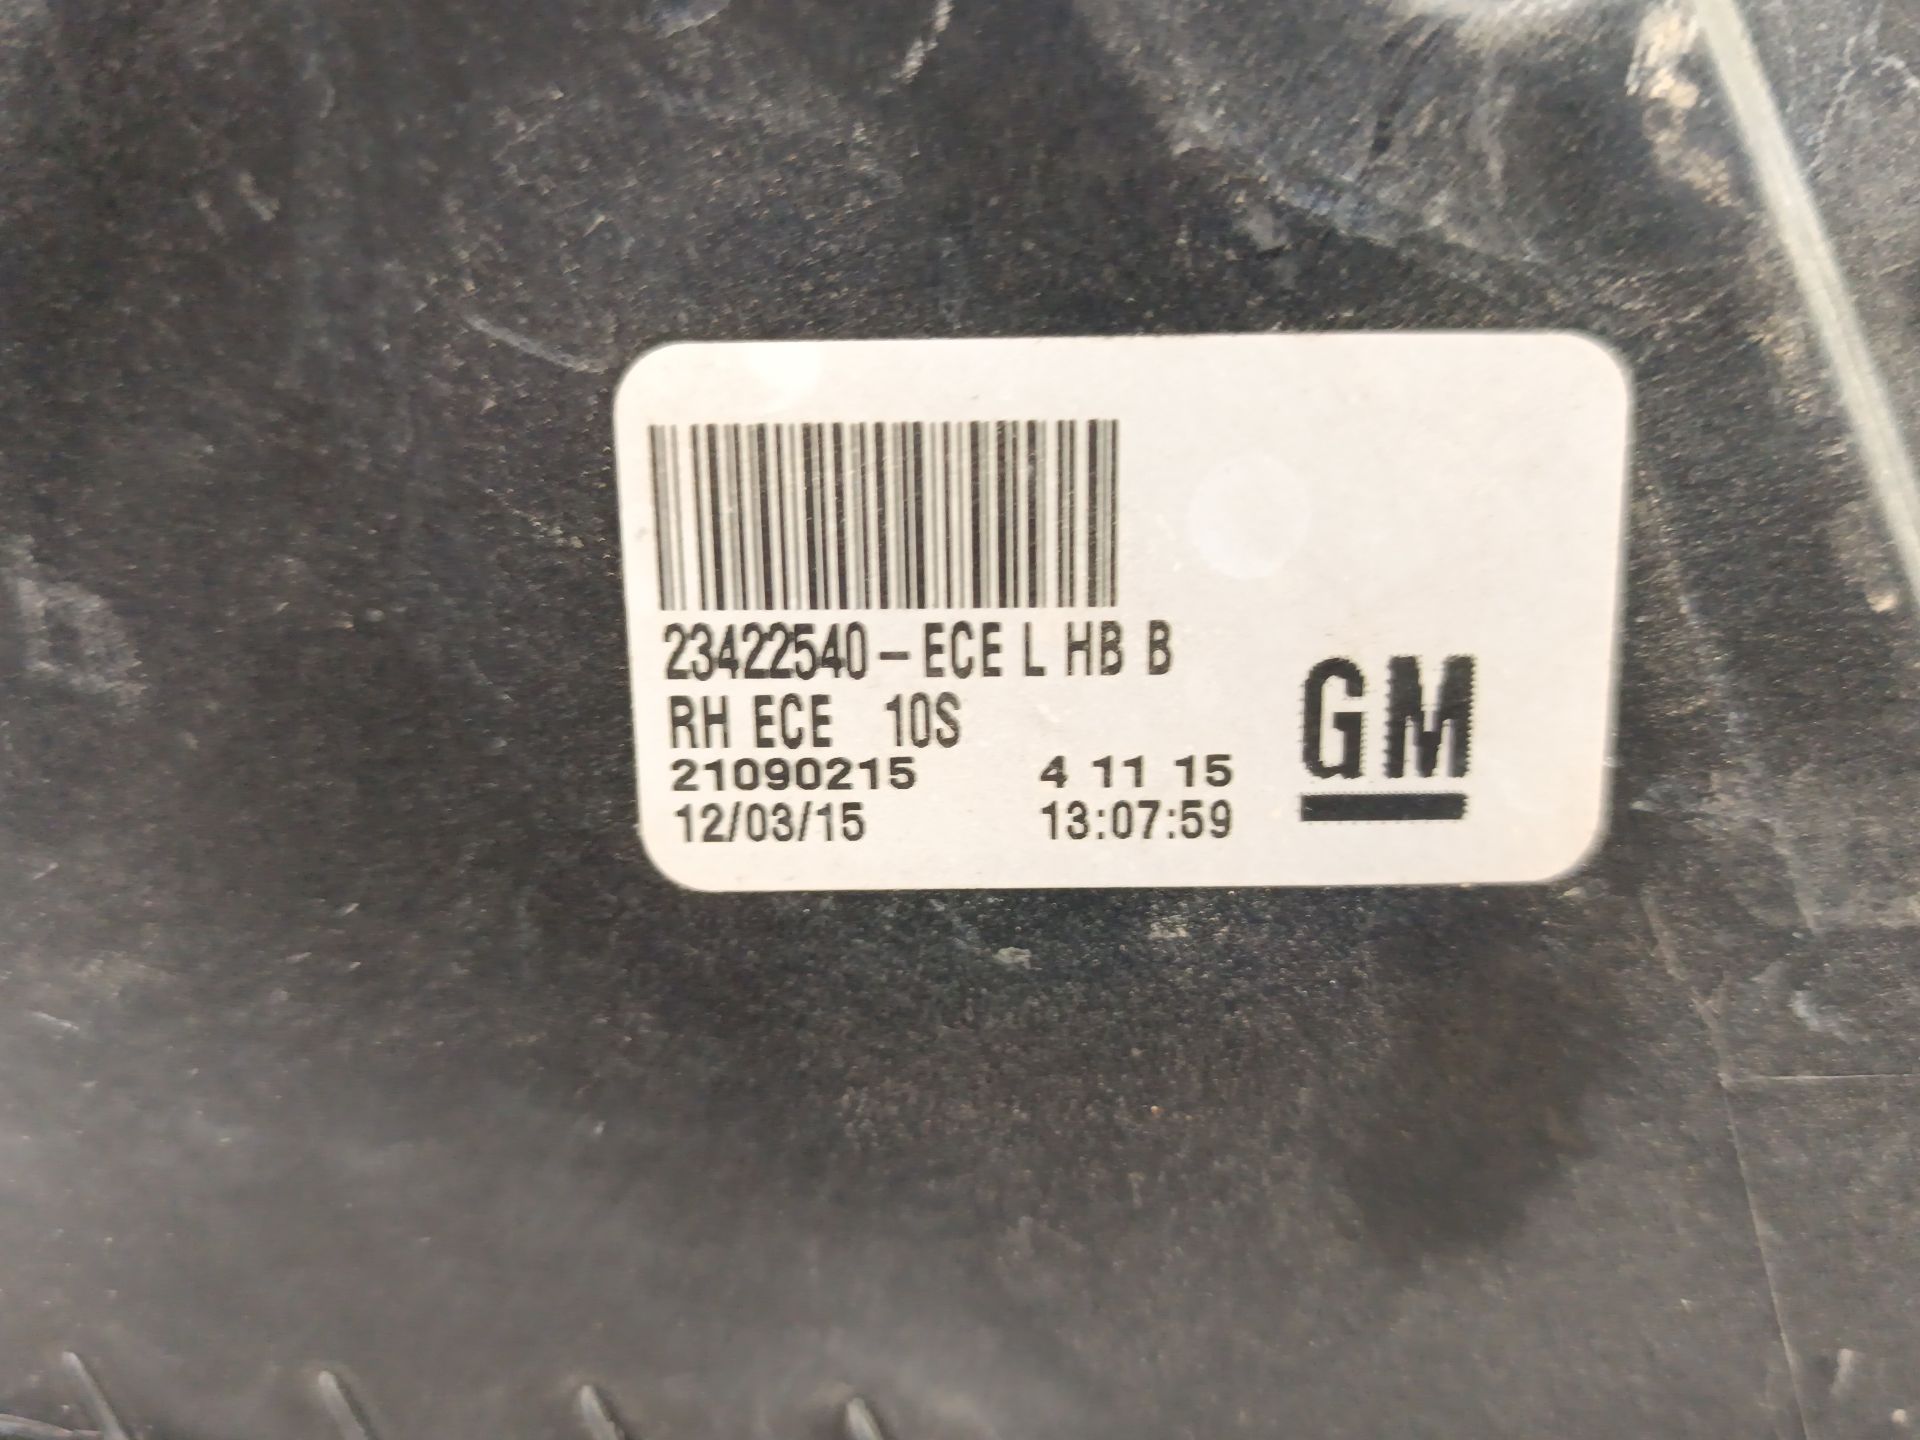 23422540-ECE L HB B
RH ECE 10S
21090215 4 11 15
12/03/15 13:07:59
GM